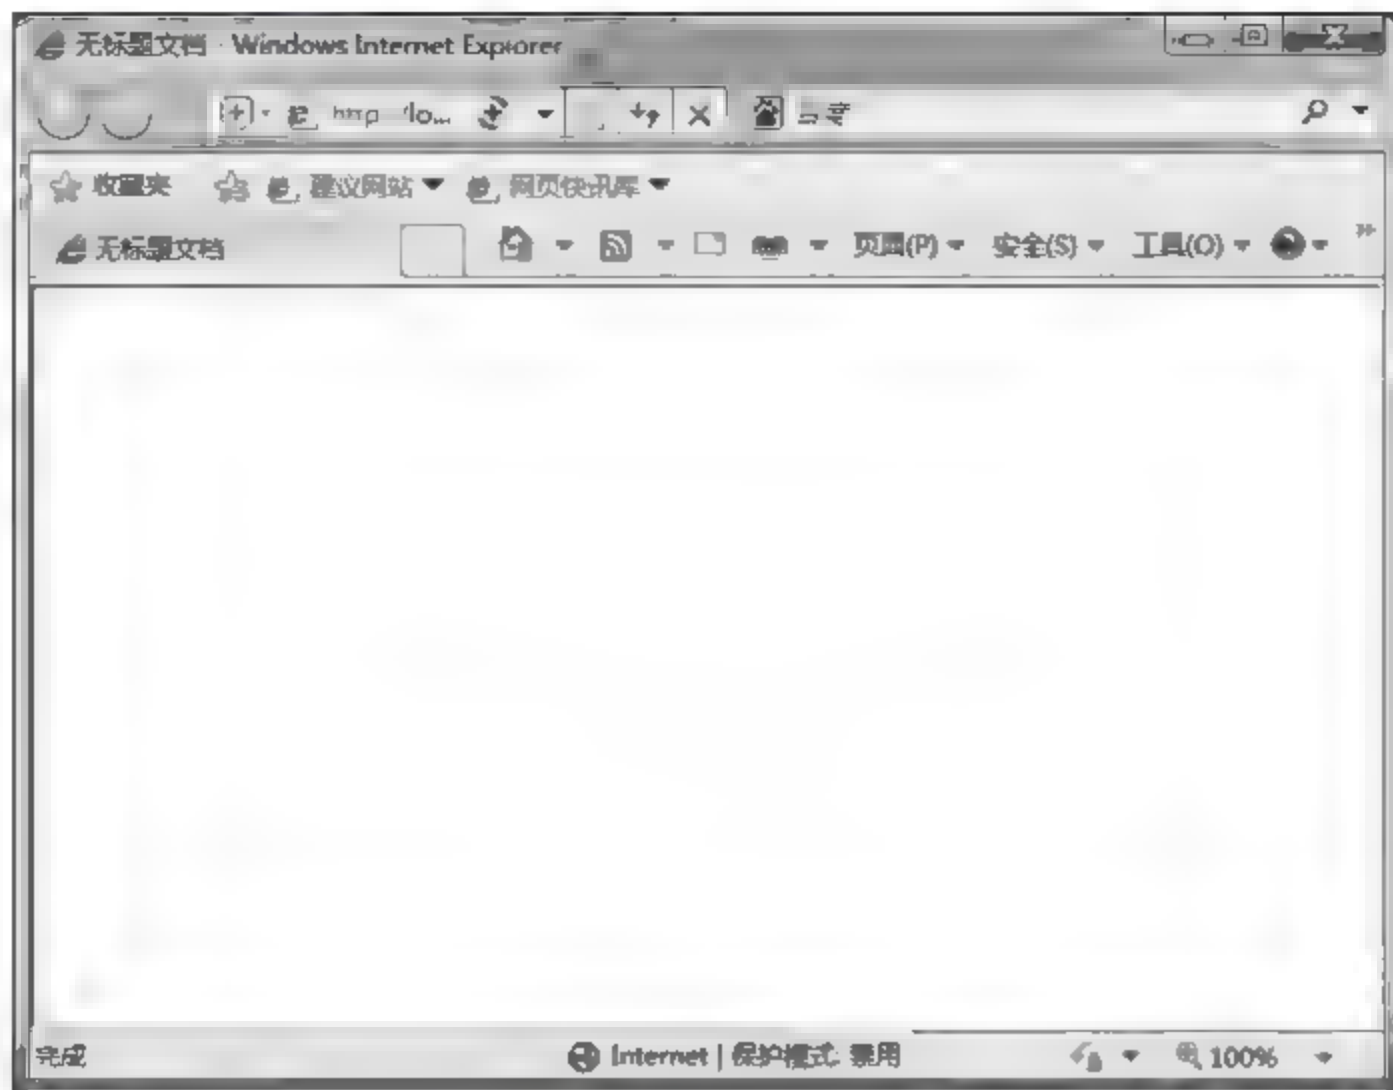 无标题文档 - Windows Internet Explorer
http lo...
收藏夹 建议网站 网页快讯库
无标题文档 页面(P) 安全(S) 工具(O) »
完成 Internet | 保护模式: 禁用 100%